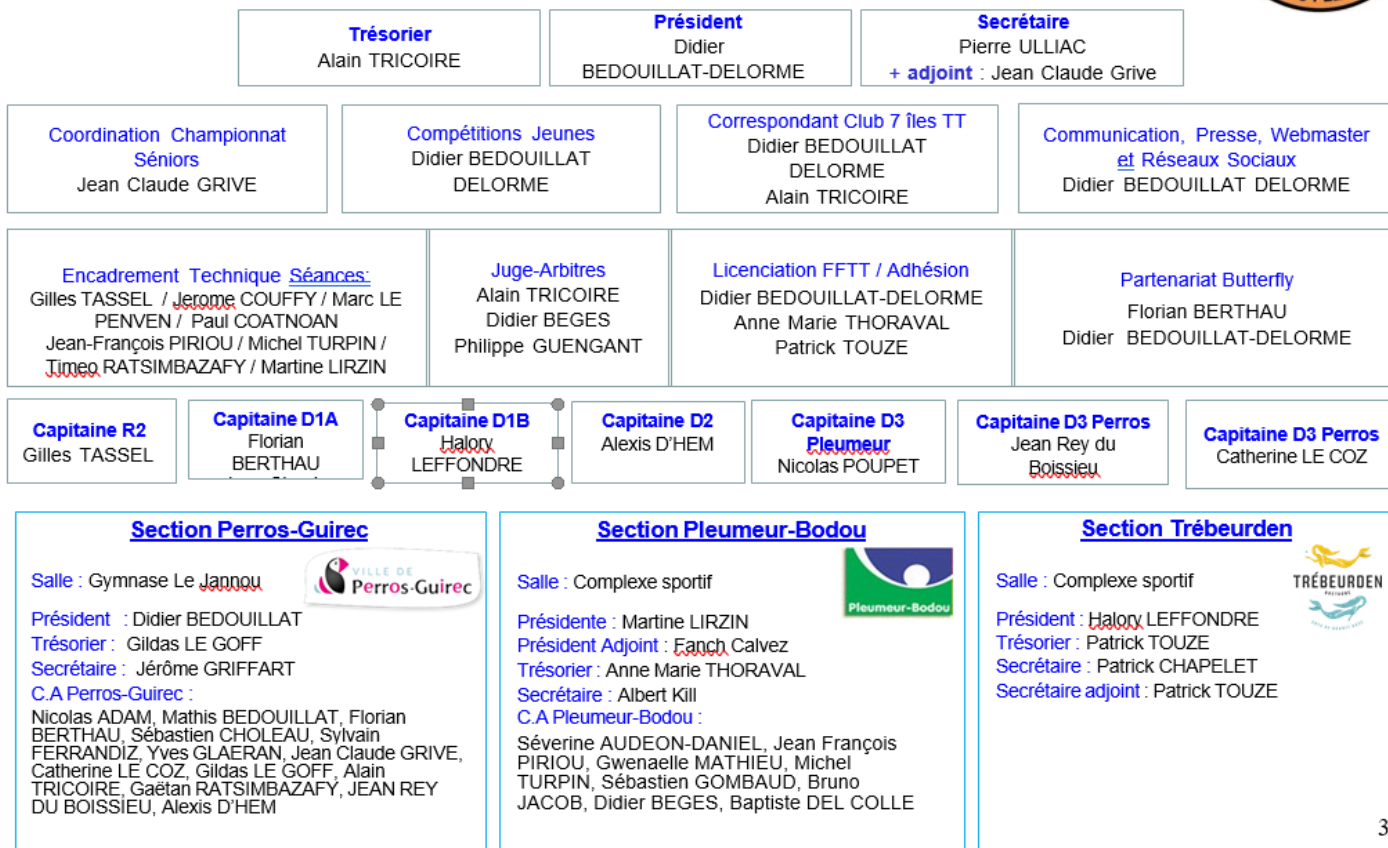 Trésorier
Alain TRICOIRE
Président
Didier
BEDOUILLAT-DELORME
Secrétaire
Pierre ULLIAC
+ adjoint : Jean Claude Grive
Coordination Championnat
Séniors
Jean Claude GRIVE
Compétitions Jeunes
Didier BEDOUILLAT
DELORME
Correspondant Club 7 îles TT
Didier BEDOUILLAT
DELORME
Alain TRICOIRE
Communication, Presse, Webmaster
et Réseaux Sociaux
Didier BEDOUILLAT DELORME
Encadrement Technique Séances:
Gilles TASSEL / Jerome COUFFY / Marc LE
PENVEN / Paul COATNOAN
Jean-François PIRIOU / Michel TURPIN /
Timeo RATSIMBAZAFY / Martine LIRZIN
Juge-Arbitres
Alain TRICOIRE
Didier BEGES
Philippe GUENGANT
Licenciation FFTT / Adhésion
Didier BEDOUILLAT-DELORME
Anne Marie THORAVAL
Patrick TOUZE
Partenariat Butterfly
Florian BERTHAU
Didier BEDOUILLAT-DELORME
Capitaine R2
Gilles TASSEL
Capitaine D1A
Florian
BERTHAU
Capitaine D1B
Halory
LEFFONDRE
Capitaine D2
Alexis D'HEM
Capitaine D3
Pleumeur
Nicolas POUPET
Capitaine D3 Perros
Jean Rey du
Boissieu
Capitaine D3 Perros
Catherine LE COZ
Section Perros-Guirec
VILLE DE
Perros-Guirec
Salle : Gymnase Le Jannou
Président : Didier BEDOUILLAT
Trésorier : Gildas LE GOFF
Secrétaire : Jérôme GRIFFART
C.A Perros-Guirec :
Nicolas ADAM, Mathis BEDOUILLAT, Florian
BERTHAU, Sébastien CHOLEAU, Sylvain
FERRANDIZ, Yves GLAERAN, Jean Claude GRIVE,
Catherine LE COZ, Gildas LE GOFF, Alain
TRICOIRE, Gaëtan RATSIMBAZAFY, JEAN REY
DU BOISSIEU, Alexis D'HEM
Section Pleumeur-Bodou
Pleumeur-Bodou
Salle : Complexe sportif
Présidente : Martine LIRZIN
Président Adjoint : Fanch Calvez
Trésorier : Anne Marie THORAVAL
Secrétaire : Albert Kill
C.A Pleumeur-Bodou :
Séverine AUDEON-DANIEL, Jean François
PIRIOU, Gwenaelle MATHIEU, Michel
TURPIN, Sébastien GOMBAUD, Bruno
JACOB, Didier BEGES, Baptiste DEL COLLE
Section Trébeurden
TRÉBEURDEN
Salle : Complexe sportif
Président : Halory LEFFONDRE
Trésorier : Patrick TOUZE
Secrétaire : Patrick CHAPELET
Secrétaire adjoint : Patrick TOUZE
3